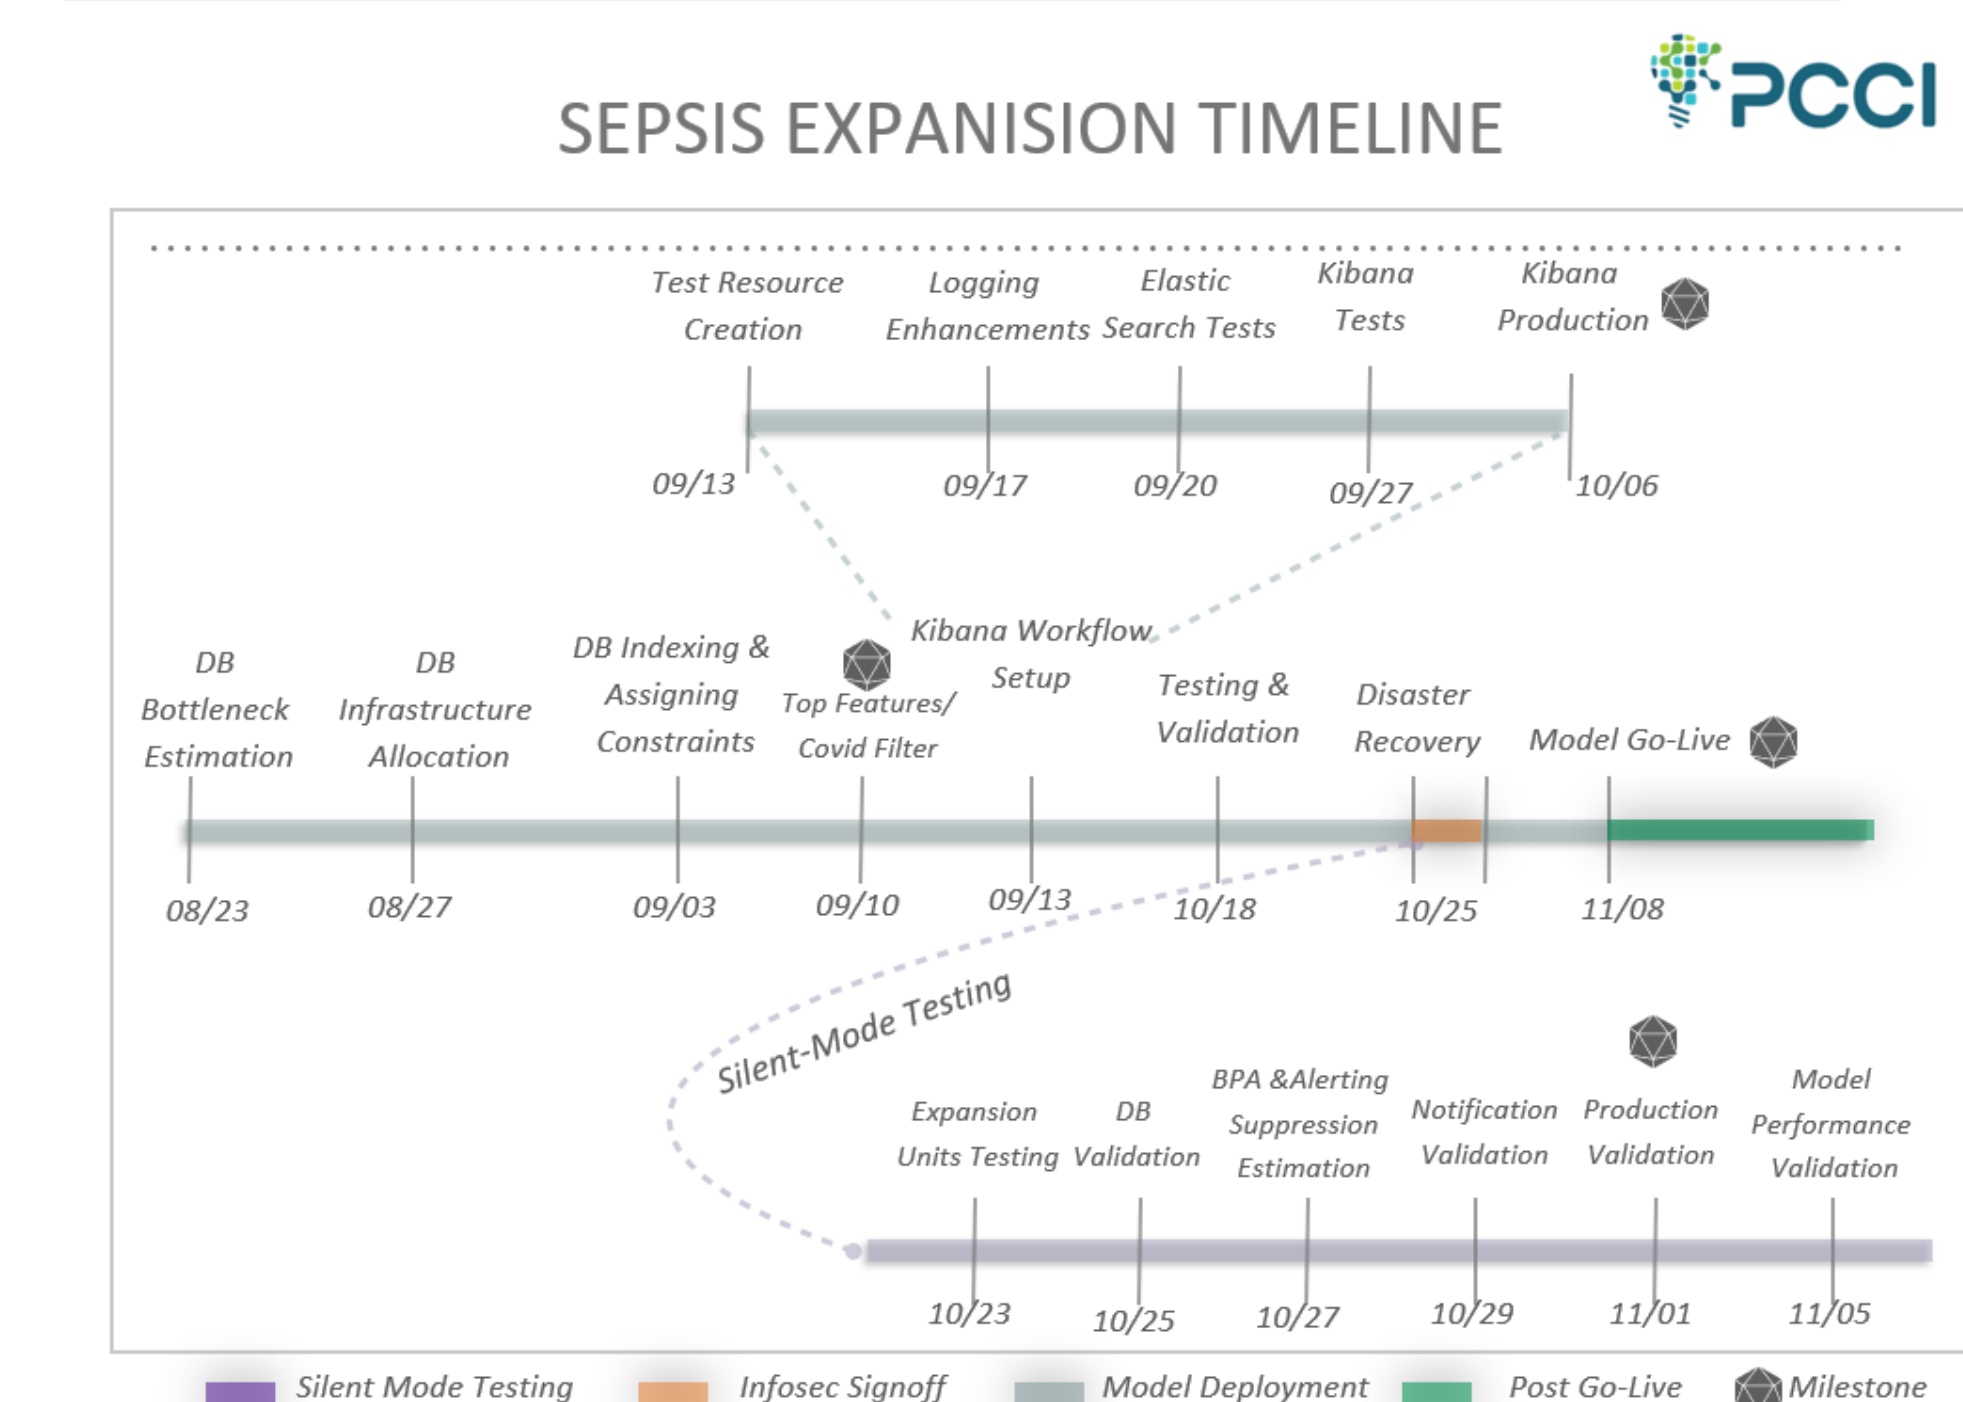 PCCI
SEPSIS EXPANISION TIMELINE
Test Resource
Creation
Logging
Enhancements
Elastic
Search Tests
Kibana
Tests
Kibana
Production
09/13
09/17
09/20
09/27
10/06
DB
Bottleneck
Estimation
DB
Infrastructure
Allocation
DB Indexing &
Assigning
Constraints
Top Features/
Covid Filter
Kibana Workflow
Setup
Testing &
Validation
Disaster
Recovery
Model Go-Live
08/23
08/27
09/03
09/10
09/13
10/18
10/25
11/08
Silent-Mode Testing
Expansion
Units Testing
DB
Validation
BPA &Alerting
Suppression
Estimation
Notification
Validation
Production
Validation
Model
Performance
Validation
10/23
10/25
10/27
10/29
11/01
11/05
Silent Mode Testing
Infosec Signoff
Model Deployment
Post Go-Live
Milestone